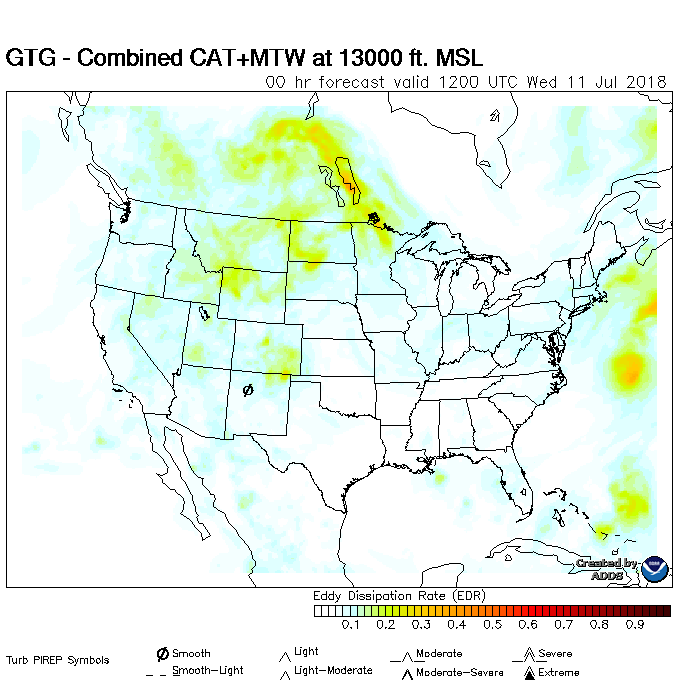 GTG - Combined CAT+MTW at 13000 ft. MSL
00 hr forecast valid 1200 UTC Wed 11 Jul 2018
Created by
ADDS
Eddy Dissipation Rate (EDR)
0.1 0.2 0.3 0.4 0.5 0.6 0.7 0.8 0.9
Turb PIREP Symbols
Smooth Light Moderate Severe
Smooth-Light Light-Moderate Moderate-Severe Extreme